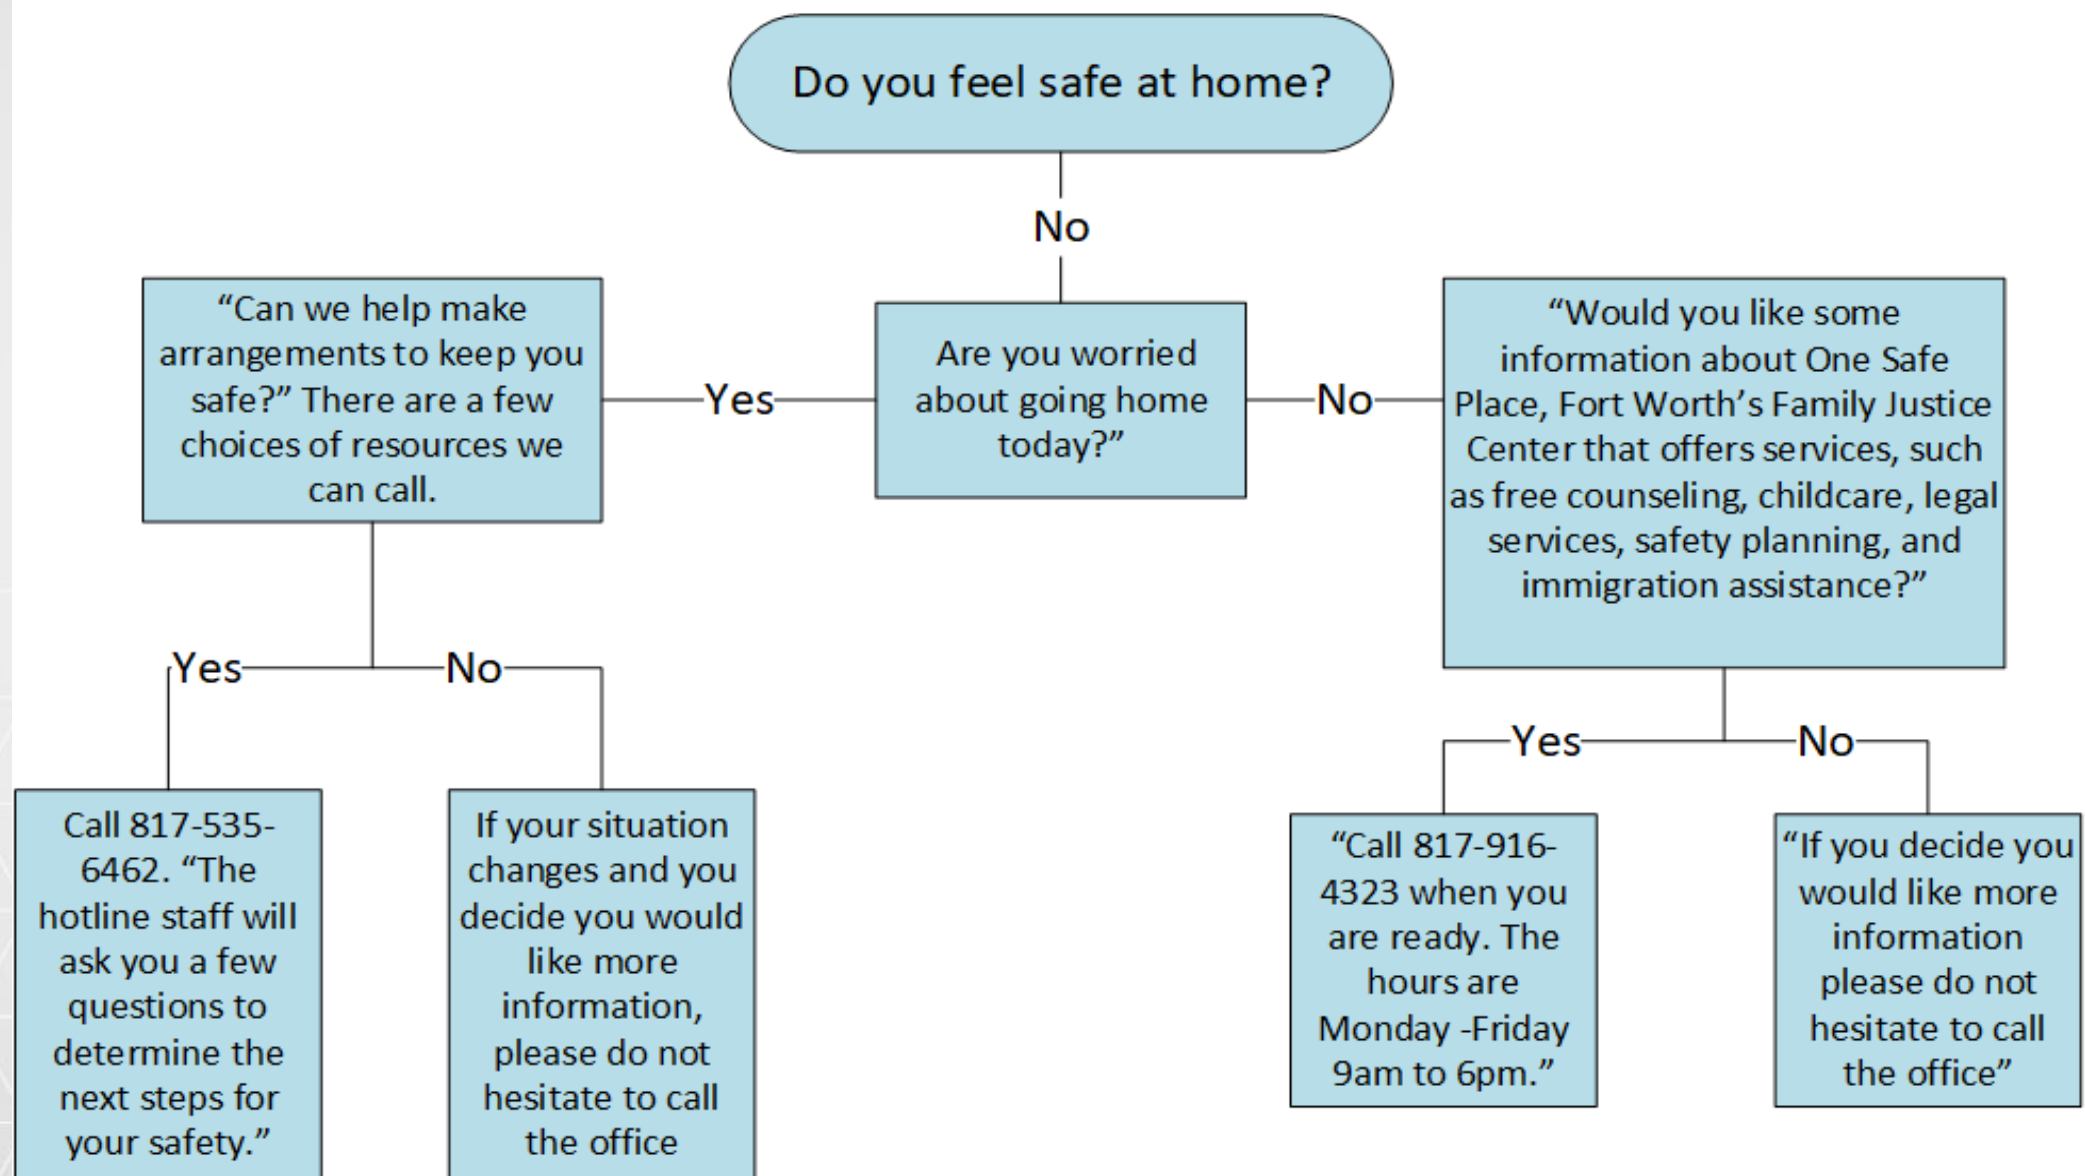 Do you feel safe at home?
No
“Can we help make
arrangements to keep you
safe?” There are a few
choices of resources we
can call.
Yes
Are you worried
about going home
today?”
No
“Would you like some
information about One Safe
Place, Fort Worth’s Family Justice
Center that offers services, such
as free counseling, childcare, legal
services, safety planning, and
immigration assistance?”
Yes
No
Call 817-535-
6462. “The
hotline staff will
ask you a few
questions to
determine the
next steps for
your safety.”
If your situation
changes and you
decide you would
like more
information,
please do not
hesitate to call
the office
Yes
No
“Call 817-916-
4323 when you
are ready. The
hours are
Monday -Friday
9am to 6pm.”
“If you decide you
would like more
information
please do not
hesitate to call
the office”